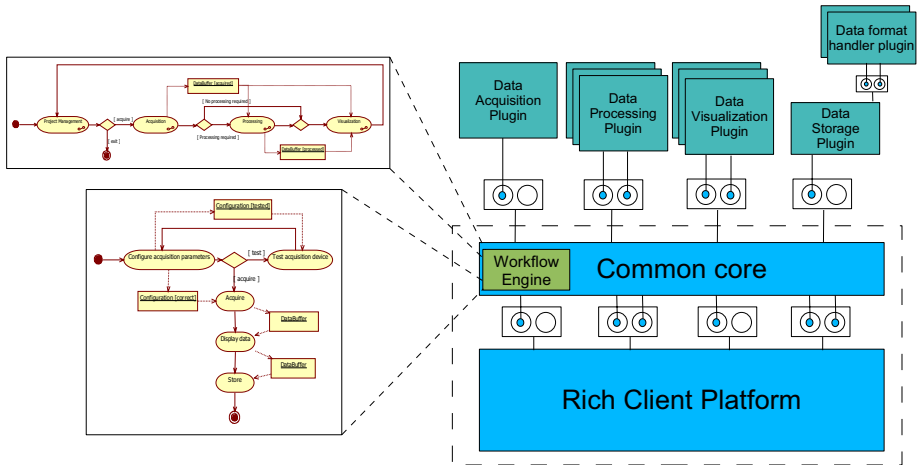 DataBuffer [acquired]
[ No processing required ]
Project Management
[ acquire ]
Acquisition
Processing
Visualization
[ exit ]
[ Processing required ]
DataBuffer [processed]
Configuration [tested]
[ test ]
Configure acquisition parameters
Test acquisition device
[ acquire ]
Configuration [correct]
Acquire
DataBuffer
Display data
DataBuffer
Store
Data format
handler plugin
Data
Acquisition
Plugin
Data
Processing
Plugin
Data
Visualization
Plugin
Data
Storage
Plugin
Workflow
Engine
Common core
Rich Client Platform